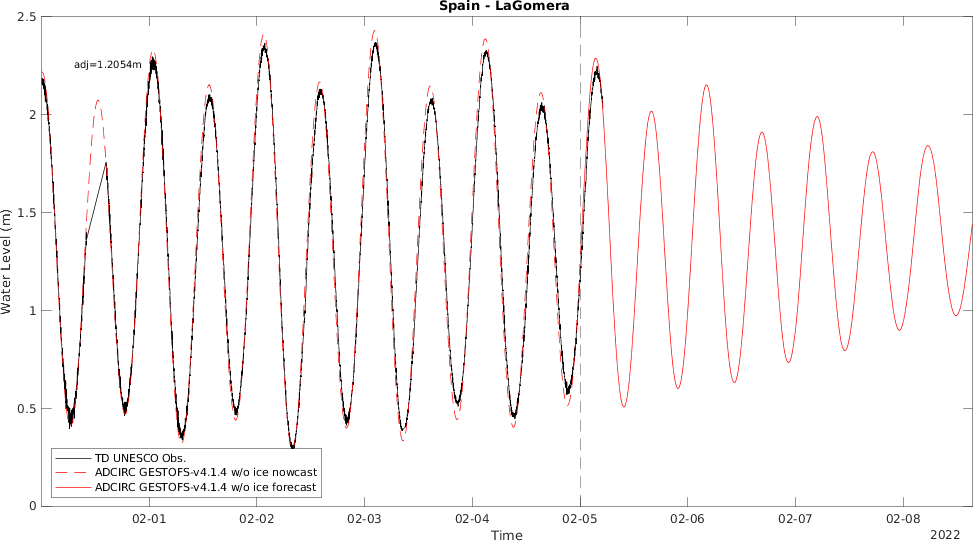 Spain - LaGomera
2.5
adj=1.2054m
2
1.5
Water Level (m)
1
0.5
TD UNESCO Obs.
ADCIRC GESTOFS-v4.1.4 w/o ice nowcast
ADCIRC GESTOFS-v4.1.4 w/o ice forecast
0
02-01 02-02 02-03 02-04 02-05 02-06 02-07 02-08
Time
2022